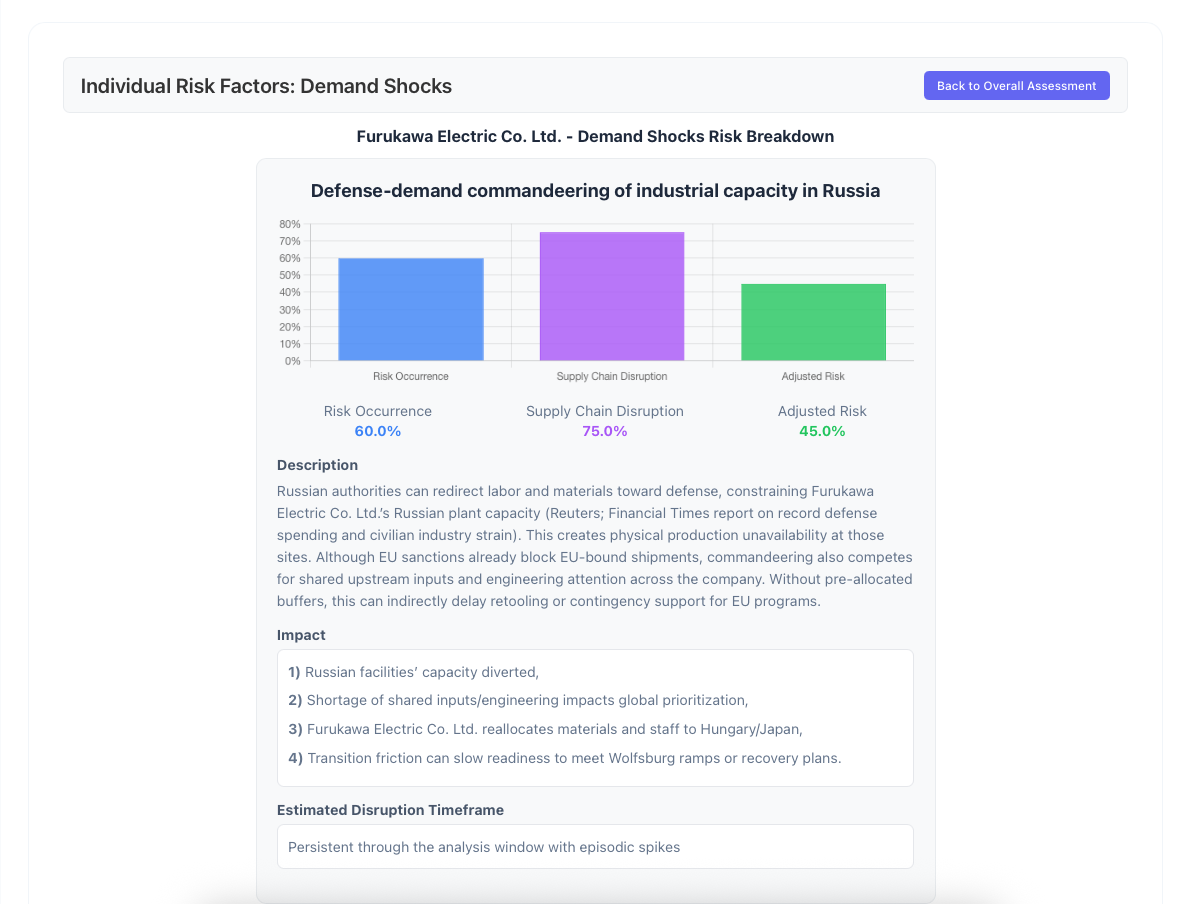 Individual Risk Factors: Demand Shocks
Back to Overall Assessment
Furukawa Electric Co. Ltd. - Demand Shocks Risk Breakdown
Defense-demand commandeering of industrial capacity in Russia
80%
70%
60%
50%
40%
30%
20%
10%
0%
Risk Occurrence
Supply Chain Disruption
Adjusted Risk
Risk Occurrence
Supply Chain Disruption
Adjusted Risk
60.0%
75.0%
45.0%
Description
Russian authorities can redirect labor and materials toward defense, constraining Furukawa
Electric Co. Ltd.’s Russian plant capacity (Reuters; Financial Times report on record defense
spending and civilian industry strain). This creates physical production unavailability at those
sites. Although EU sanctions already block EU-bound shipments, commandeering also competes
for shared upstream inputs and engineering attention across the company. Without pre-allocated
buffers, this can indirectly delay retooling or contingency support for EU programs.
Impact
1) Russian facilities’ capacity diverted,
2) Shortage of shared inputs/engineering impacts global prioritization,
3) Furukawa Electric Co. Ltd. reallocates materials and staff to Hungary/Japan,
4) Transition friction can slow readiness to meet Wolfsburg ramps or recovery plans.
Estimated Disruption Timeframe
Persistent through the analysis window with episodic spikes